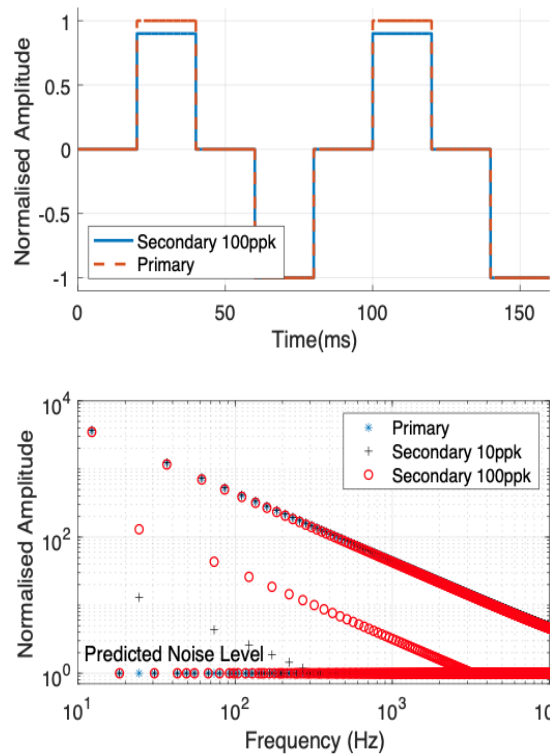 1
0.5
0
-0.5
-1
Normalised Amplitude
Secondary 100ppk
Primary
0 50 100 150
Time(ms)
10^4
10^2
10^0
Normalised Amplitude
Primary
Secondary 10ppk
Secondary 100ppk
Predicted Noise Level
10^1 10^2 10^3 10
Frequency (Hz)